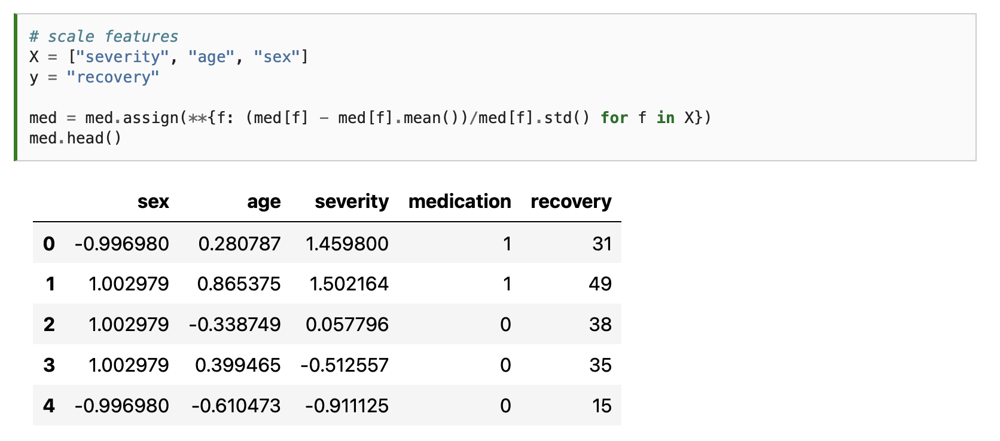 # scale features
X = ["severity", "age", "sex"]
y = "recovery"
med = med.assign(**{f: (med[f] - med[f].mean())/med[f].std() for f in X})
med.head()
sex age severity medication recovery
0 -0.996980 0.280787 1.459800 1 31
1 1.002979 0.865375 1.502164 1 49
2 1.002979 -0.338749 0.057796 0 38
3 1.002979 0.399465 -0.512557 0 35
4 -0.996980 -0.610473 -0.911125 0 15